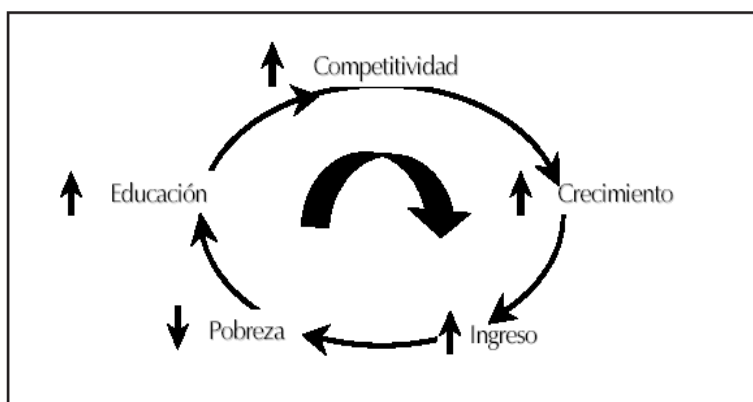 Competitividad
Educación
Crecimiento
Pobreza
Ingreso